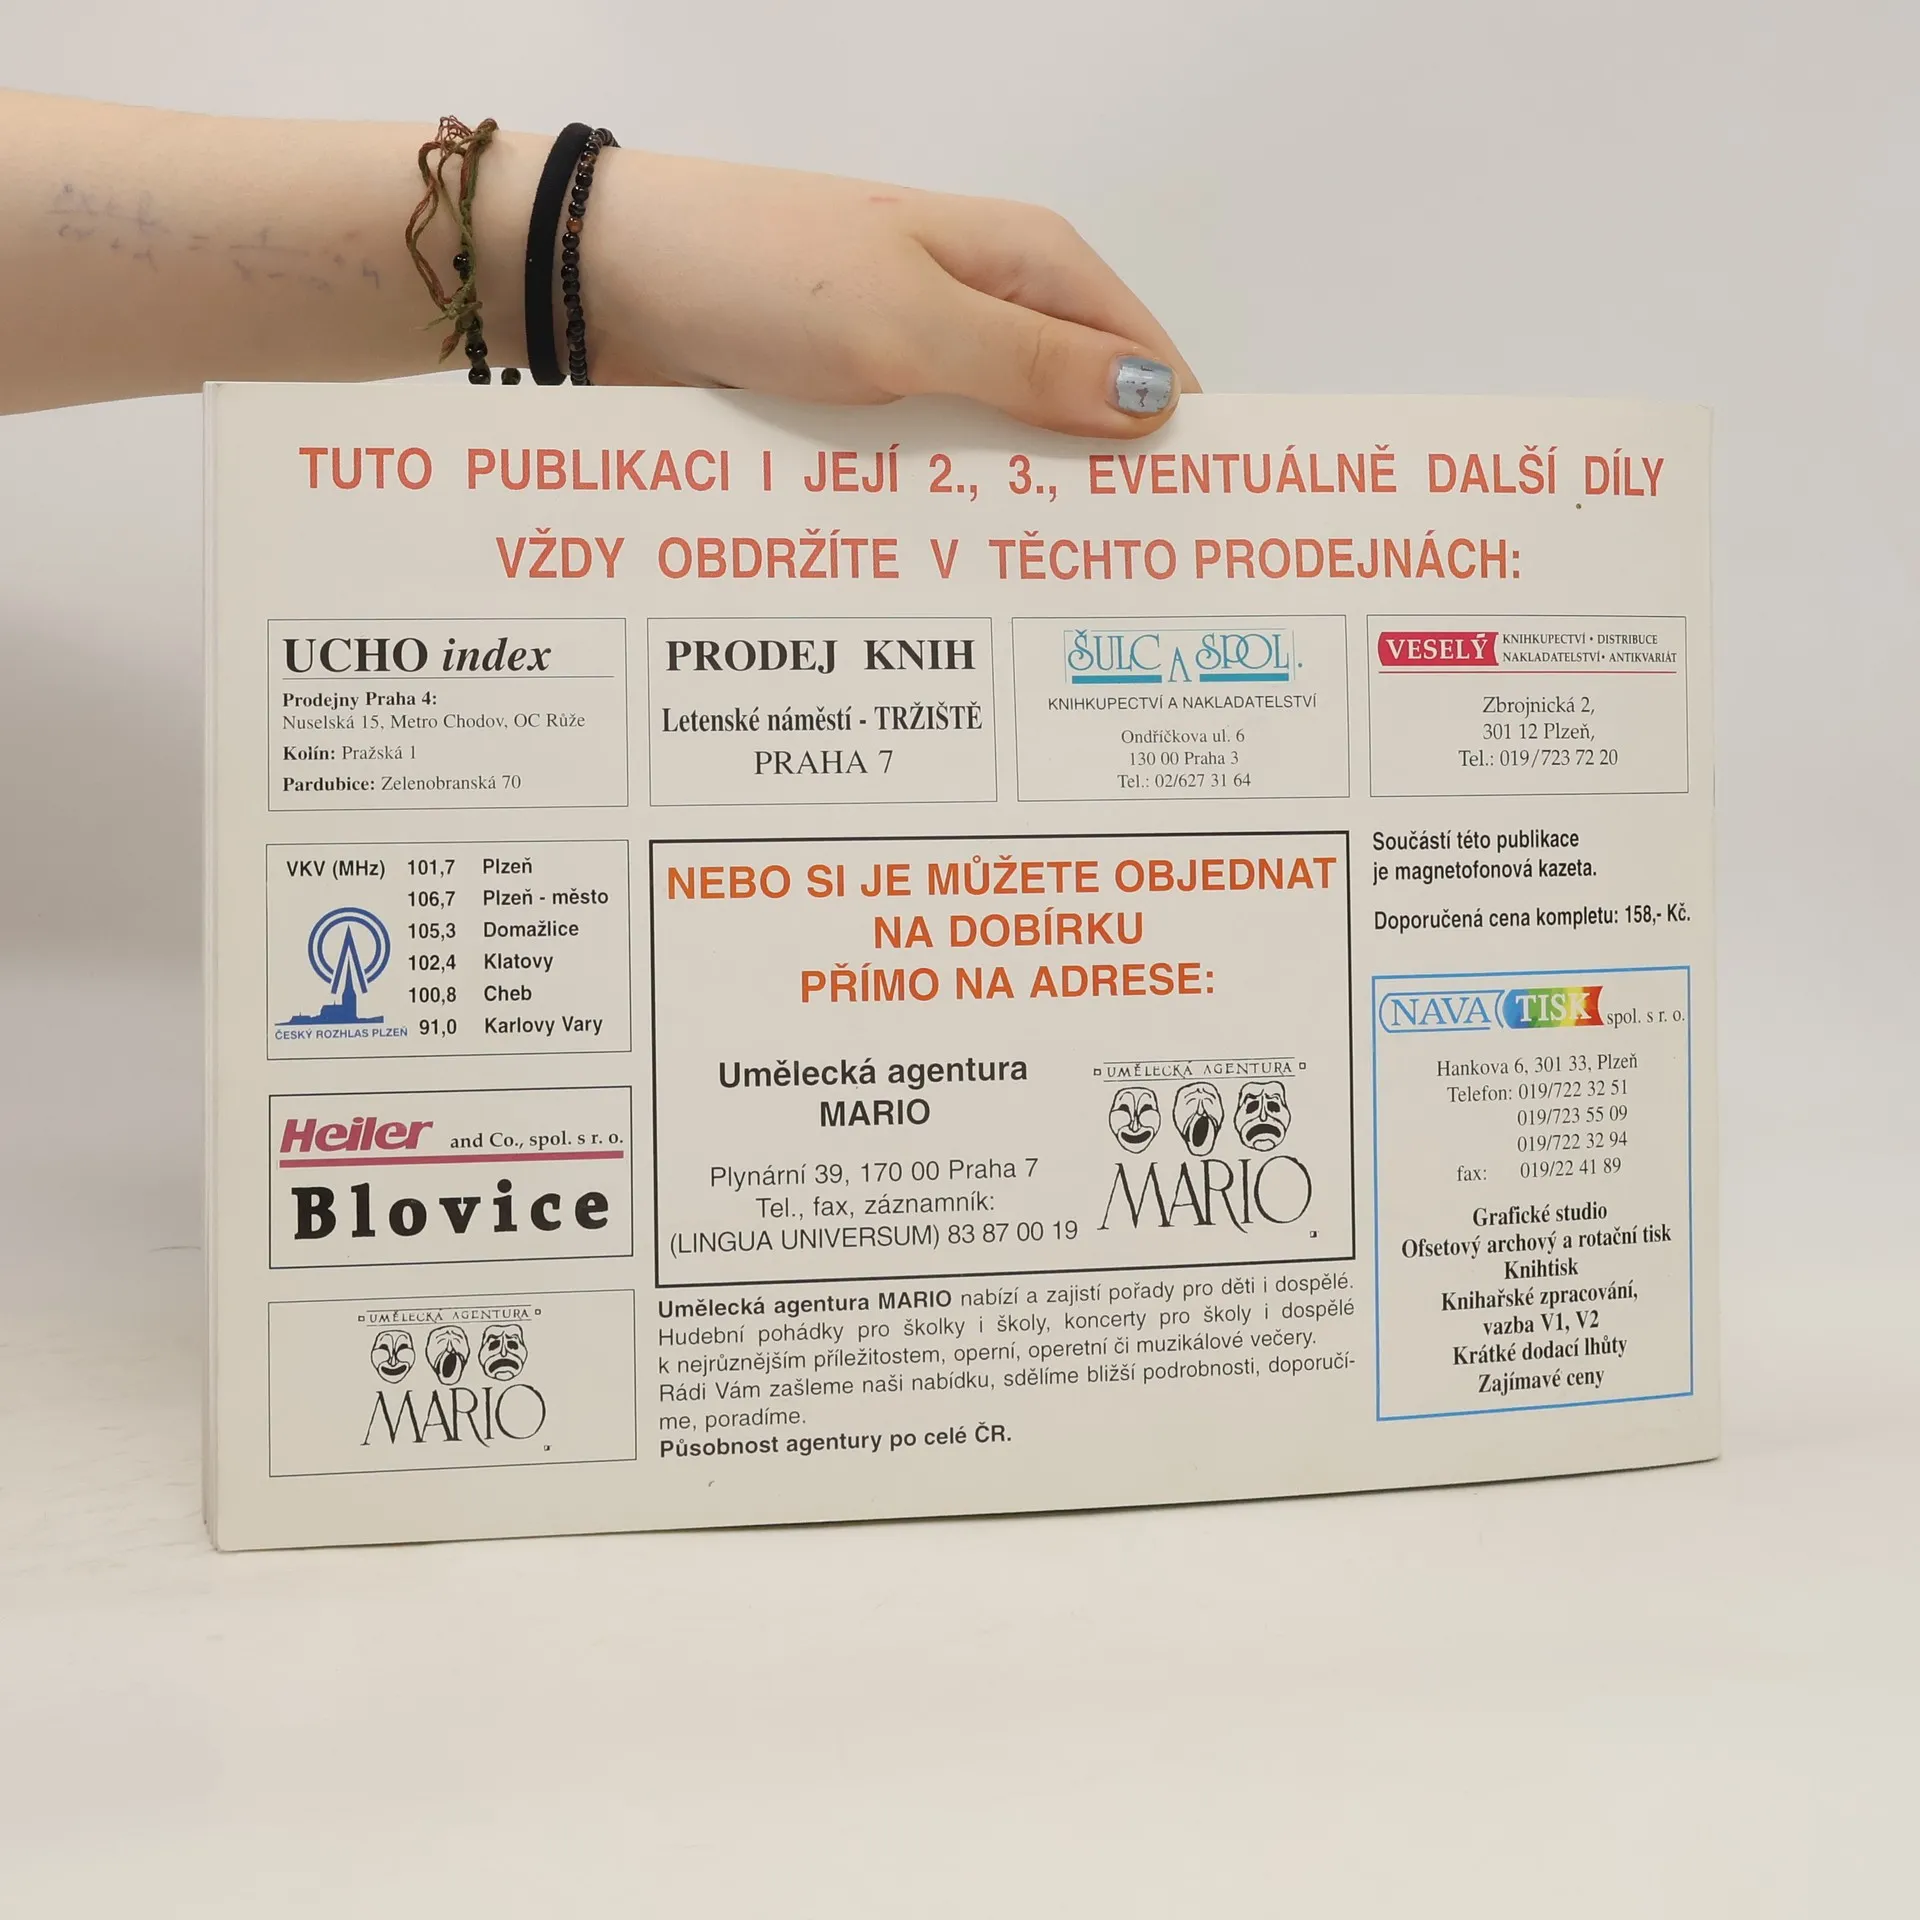 TUTO PUBLIKACI I JEJÍ 2., 3., EVENTUÁLNĚ DALŠÍ DÍLY
VŽDY OBDRŽÍTE V TĚCHTO PRODEJNÁCH:
UCHO index
Prodejny Praha 4:
Nuselská 15, Metro Chodov, OC Růže
Kolín: Pražská 1
Pardubice: Zelenobranská 70
PRODEJ KNIH
Letenské náměstí - TRŽIŠTĚ
PRAHA 7
ŠULC A SPOL.
KNIHKUPECTVÍ A NAKLADATELSTVÍ
Ondříčkova ul. 6
130 00 Praha 3
Tel.: 02/627 31 64
VESELÝ
KNIHKUPECTVÍ • DISTRIBUCE
NAKLADATELSTVÍ • ANTIKVARIÁT
Zbrojnická 2,
301 12 Plzeň,
Tel.: 019/723 72 20
VKV (MHz) 101,7 Plzeň
106,7 Plzeň - město
105,3 Domažlice
102,4 Klatovy
100,8 Cheb
ČESKÝ ROZHLAS PLZEŇ 91,0 Karlovy Vary
Heiler and Co., spol. s r. o.
Blovice
UMĚLECKÁ AGENTURA
MARIO
NEBO SI JE MŮŽETE OBJEDNAT
NA DOBÍRKU
PŘÍMO NA ADRESE:
Umělecká agentura
MARIO
Plynární 39, 170 00 Praha 7
Tel., fax, záznamník:
(LINGUA UNIVERSUM) 83 87 00 19
UMĚLECKÁ AGENTURA
MARIO
Umělecká agentura MARIO nabízí a zajistí pořady pro děti i dospělé.
Hudební pohádky pro školky i školy, koncerty pro školy i dospělé
k nejrůznějším příležitostem, operní, operetní či muzikálové večery.
Rádi Vám zašleme naši nabídku, sdělíme bližší podrobnosti, doporučí-
me, poradíme.
Působnost agentury po celé ČR.
Součástí této publikace
je magnetofonová kazeta.
Doporučená cena kompletu: 158,- Kč.
NAVA TISK spol. s r. o.
Hankova 6, 301 33, Plzeň
Telefon: 019/722 32 51
019/723 55 09
019/722 32 94
fax: 019/22 41 89
Grafické studio
Ofsetový archový a rotační tisk
Knihtisk
Knihařské zpracování,
vazba V1, V2
Krátké dodací lhůty
Zajímavé ceny